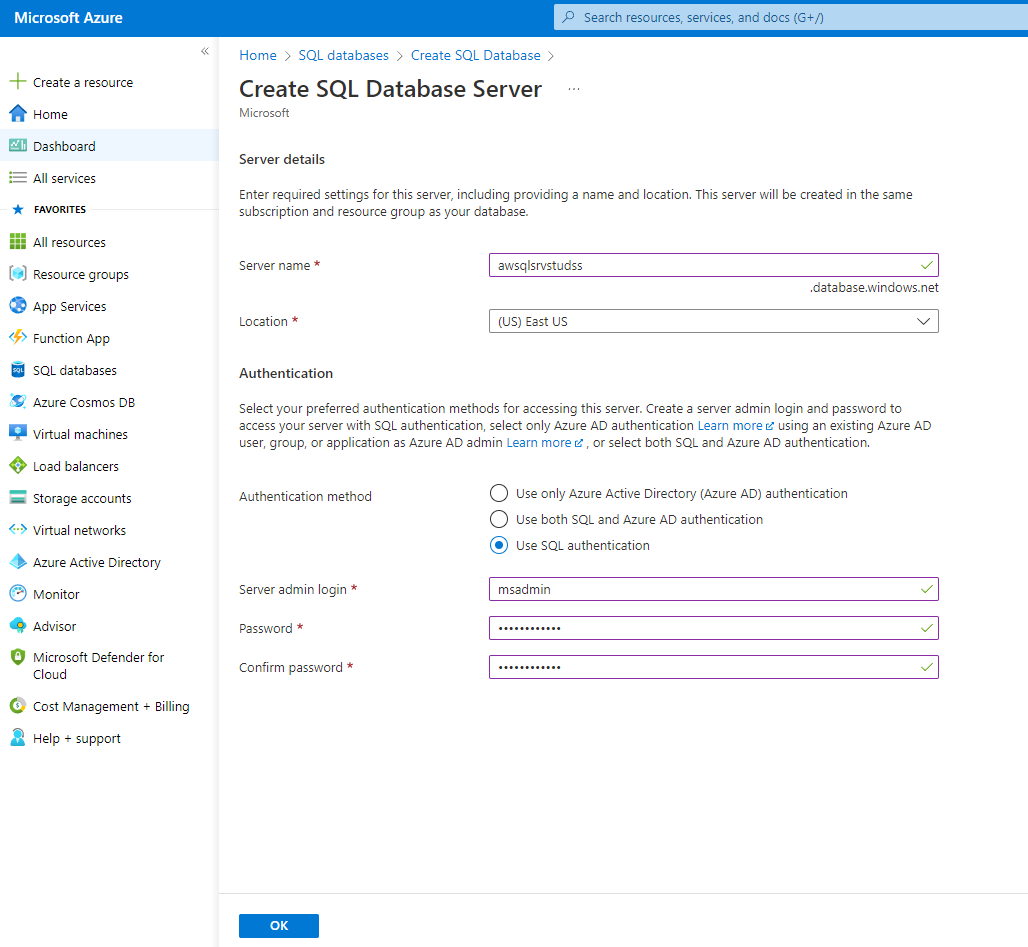 Microsoft Azure
Search resources, services, and docs (G+/)
«
Create a resource
Home
Dashboard
All services
FAVORITES
All resources
Resource groups
App Services
Function App
SQL databases
Azure Cosmos DB
Virtual machines
Load balancers
Storage accounts
Virtual networks
Azure Active Directory
Monitor
Advisor
Microsoft Defender for
Cloud
Cost Management + Billing
Help + support
Home > SQL databases > Create SQL Database >
Create SQL Database Server ...
Microsoft
Server details
Enter required settings for this server, including providing a name and location. This server will be created in the same
subscription and resource group as your database.
Server name * awsqlsrvstudss
.database.windows.net
Location * (US) East US
Authentication
Select your preferred authentication methods for accessing this server. Create a server admin login and password to
access your server with SQL authentication, select only Azure AD authentication Learn more using an existing Azure AD
user, group, or application as Azure AD admin Learn more , or select both SQL and Azure AD authentication.
Authentication method
Use only Azure Active Directory (Azure AD) authentication
Use both SQL and Azure AD authentication
Use SQL authentication
Server admin login * msadmin
Password * ••••••••••••
Confirm password * ••••••••••••
OK